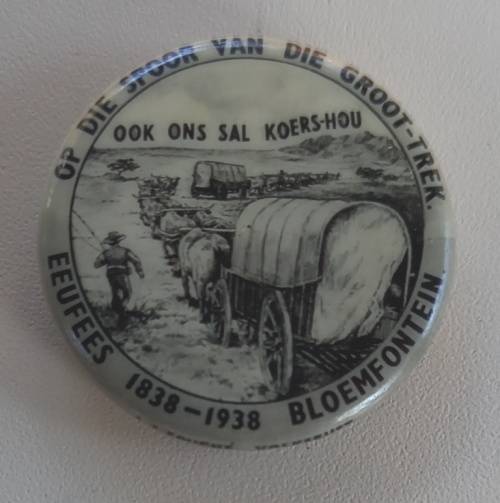 OP DIE SPOOR VAN DIE GROOT-TREK.
OOK ONS SAL KOERS-HOU
EEUFEES 1838-1938 BLOEMFONTEIN.